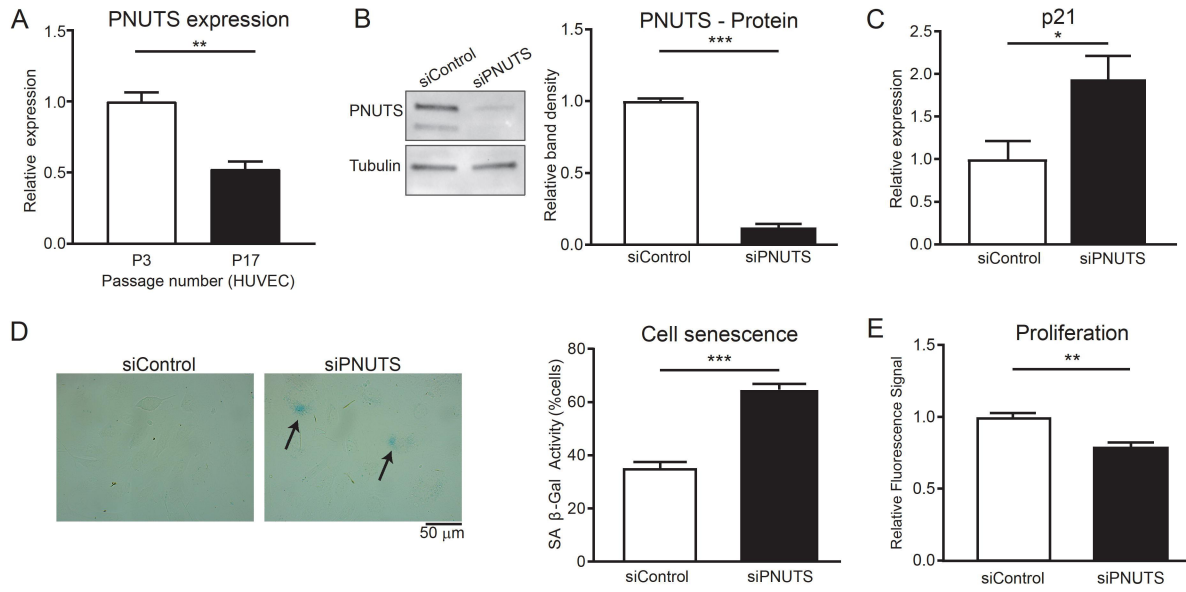 A
PNUTS expression
**
1.5
1.0
0.5
0.0
Relative expression
P3
P17
Passage number (HUVEC)
B
siControl
siPNUTS
PNUTS
Tubulin
PNUTS - Protein
***
1.5
1.0
0.5
0.0
Relative band density
siControl
siPNUTS
C
p21
*
2.5
2.0
1.5
1.0
0.5
0.0
Relative expression
siControl
siPNUTS
D
siControl
siPNUTS
50 μm
Cell senescence
***
80
60
40
20
0
SA β-Gal Activity (%cells)
siControl
siPNUTS
E
Proliferation
**
1.5
1.0
0.5
0.0
Relative Fluorescence Signal
siControl
siPNUTS